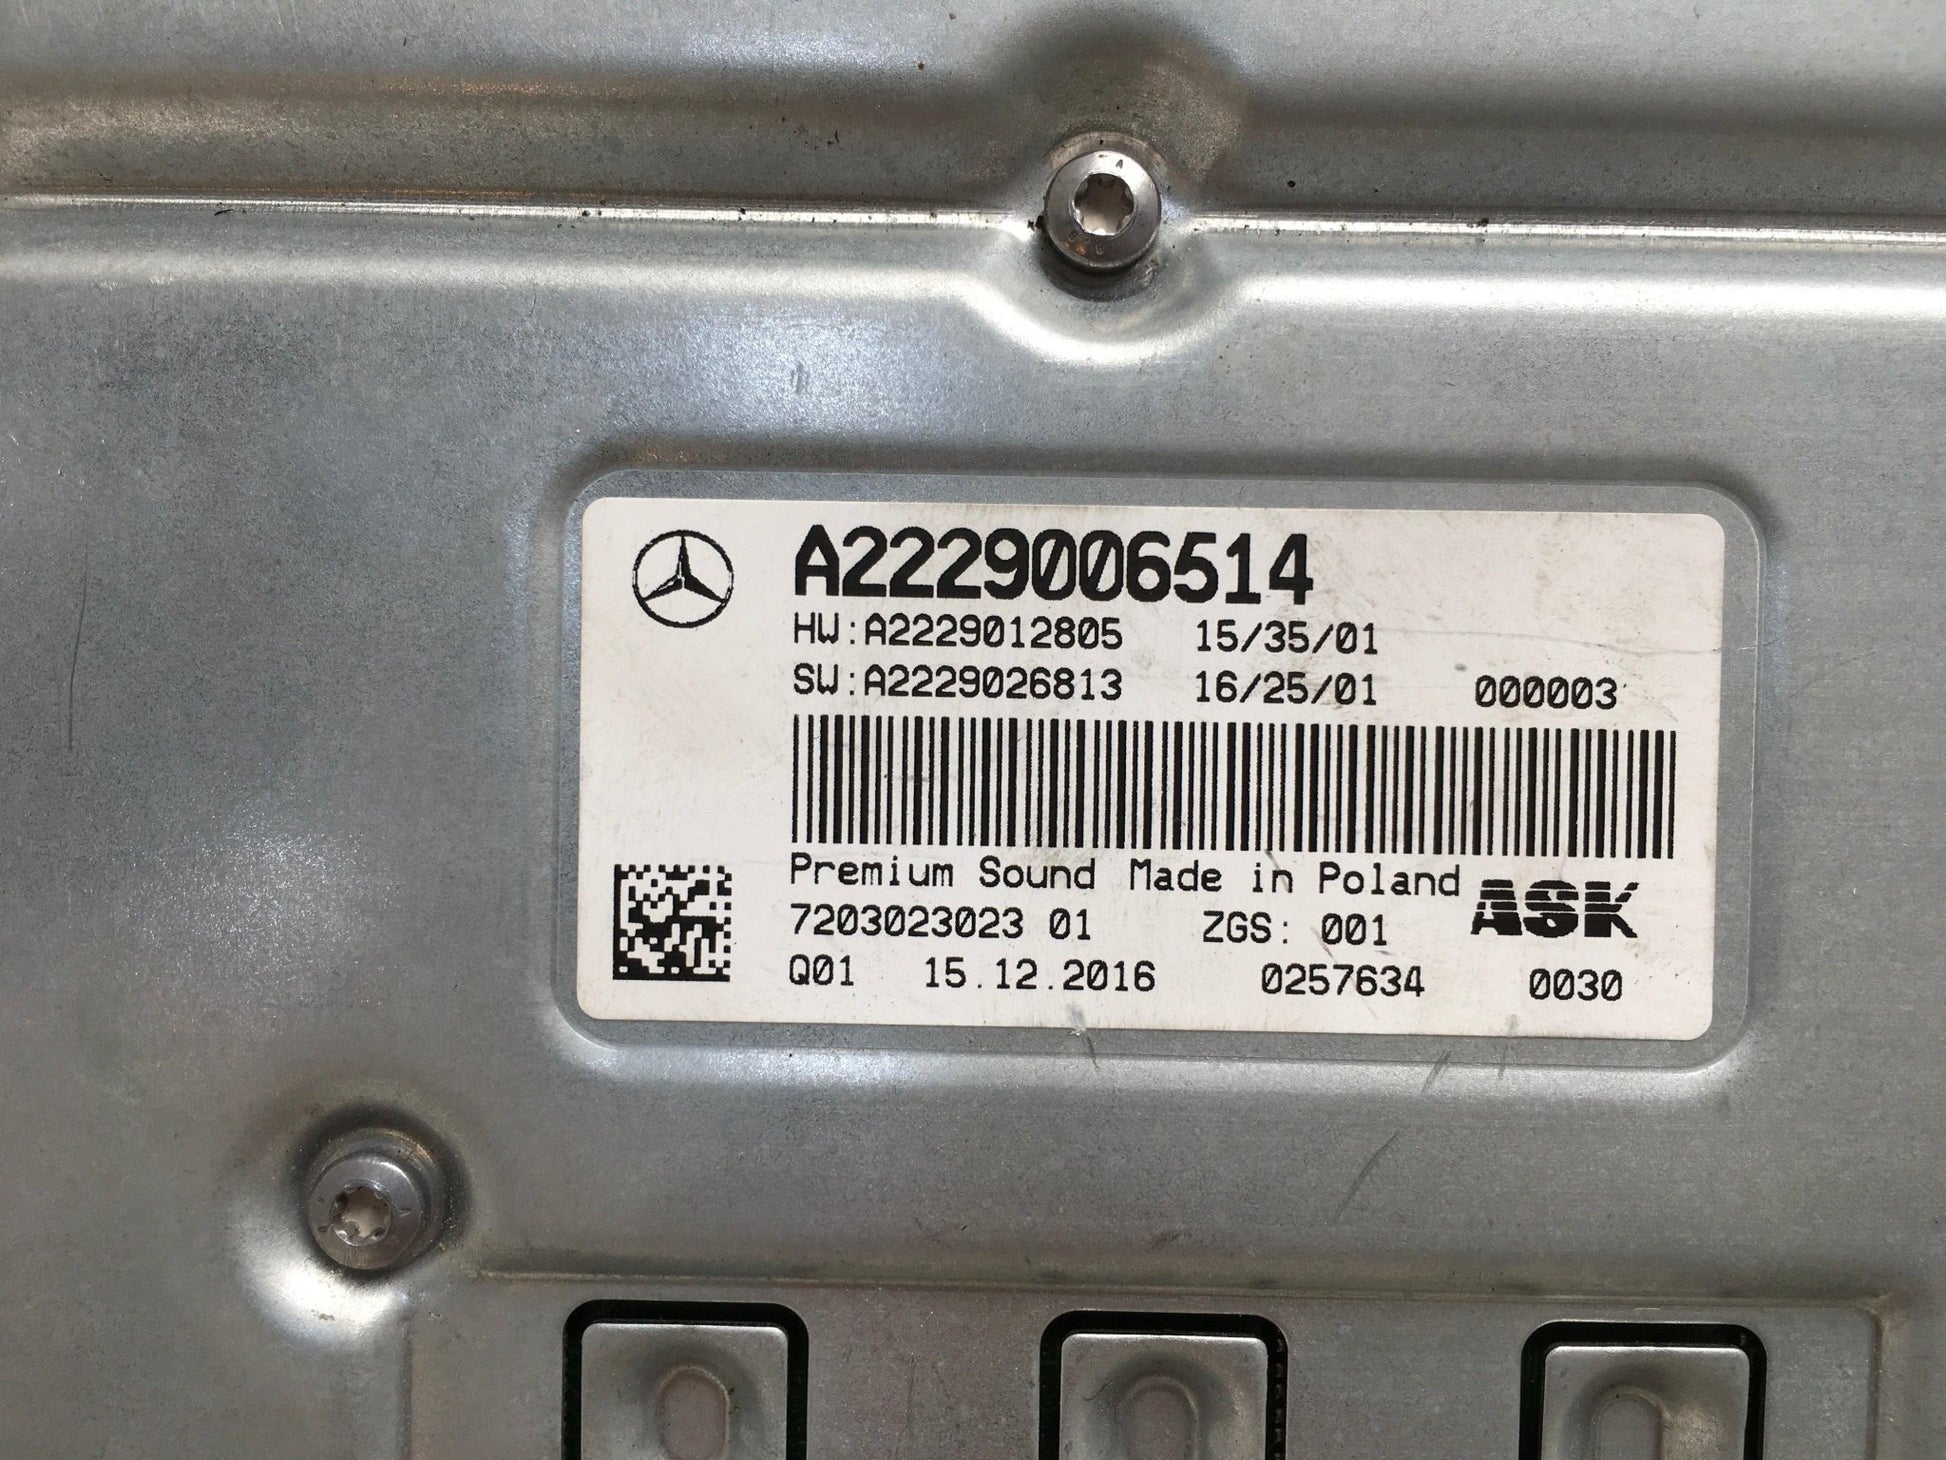 A2229006514
HW:A2229012805 15/35/01
SW:A2229026813 16/25/01 000003
Premium Sound Made in Poland ASK
7203023023 01 ZGS: 001
Q01 15.12.2016 0257634 0030